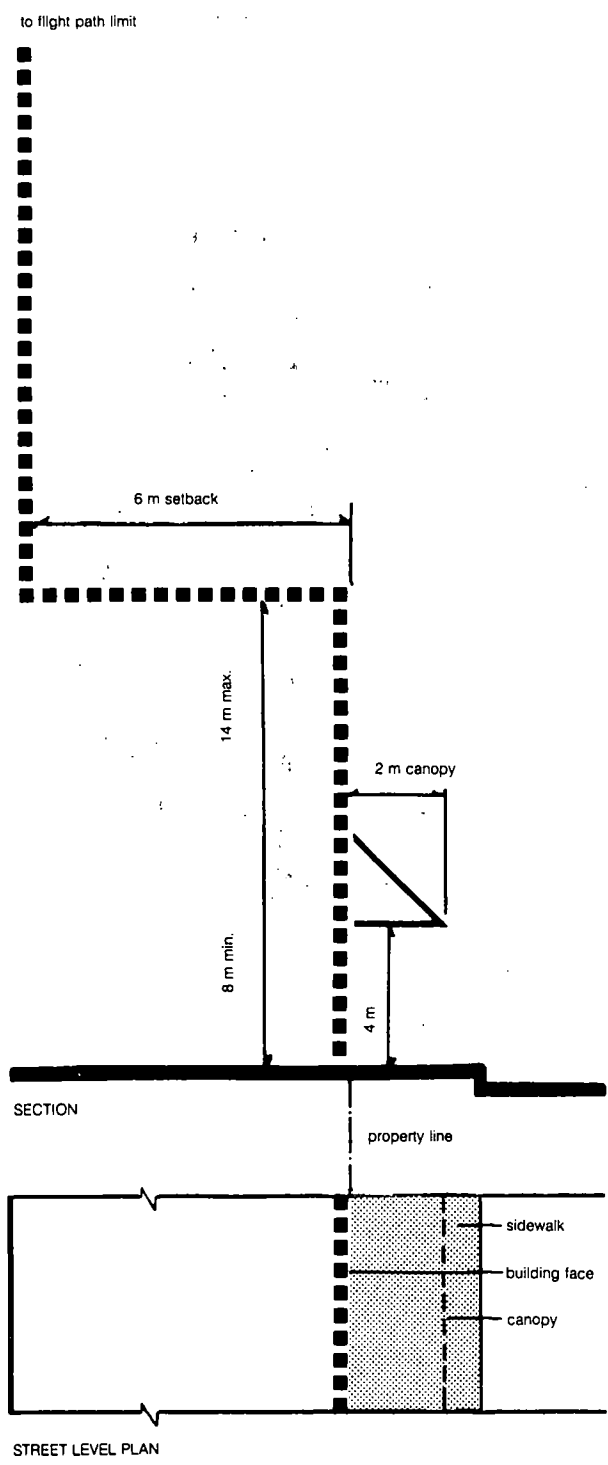 to flight path limit
6 m setback
14 m max.
2 m canopy
8 m min.
4 m
SECTION
property line
sidewalk
building face
canopy
STREET LEVEL PLAN